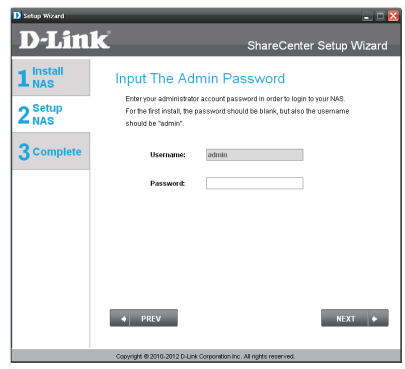 Setup Wizard
D-Link
ShareCenter Setup Wizard
1 Install NAS
2 Setup NAS
3 Complete
Input The Admin Password
Enter your administrator account password in order to login to your NAS.
For the first install, the password should be blank, but also the username
should be "admin".
Username: admin
Password:
PREV
NEXT
Copyright © 2010-2012 D-Link Corporation Inc. All rights reserved.